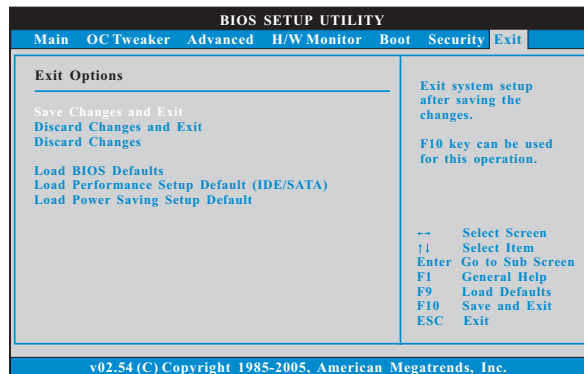 BIOS SETUP UTILITY
Main OC Tweaker Advanced H/W Monitor Boot Security Exit
Exit Options
Save Changes and Exit
Discard Changes and Exit
Discard Changes
Load BIOS Defaults
Load Performance Setup Default (IDE/SATA)
Load Power Saving Setup Default
Exit system setup
after saving the
changes.
F10 key can be used
for this operation.
←→ Select Screen
↑↓ Select Item
Enter Go to Sub Screen
F1 General Help
F9 Load Defaults
F10 Save and Exit
ESC Exit
v02.54 (C) Copyright 1985-2005, American Megatrends, Inc.